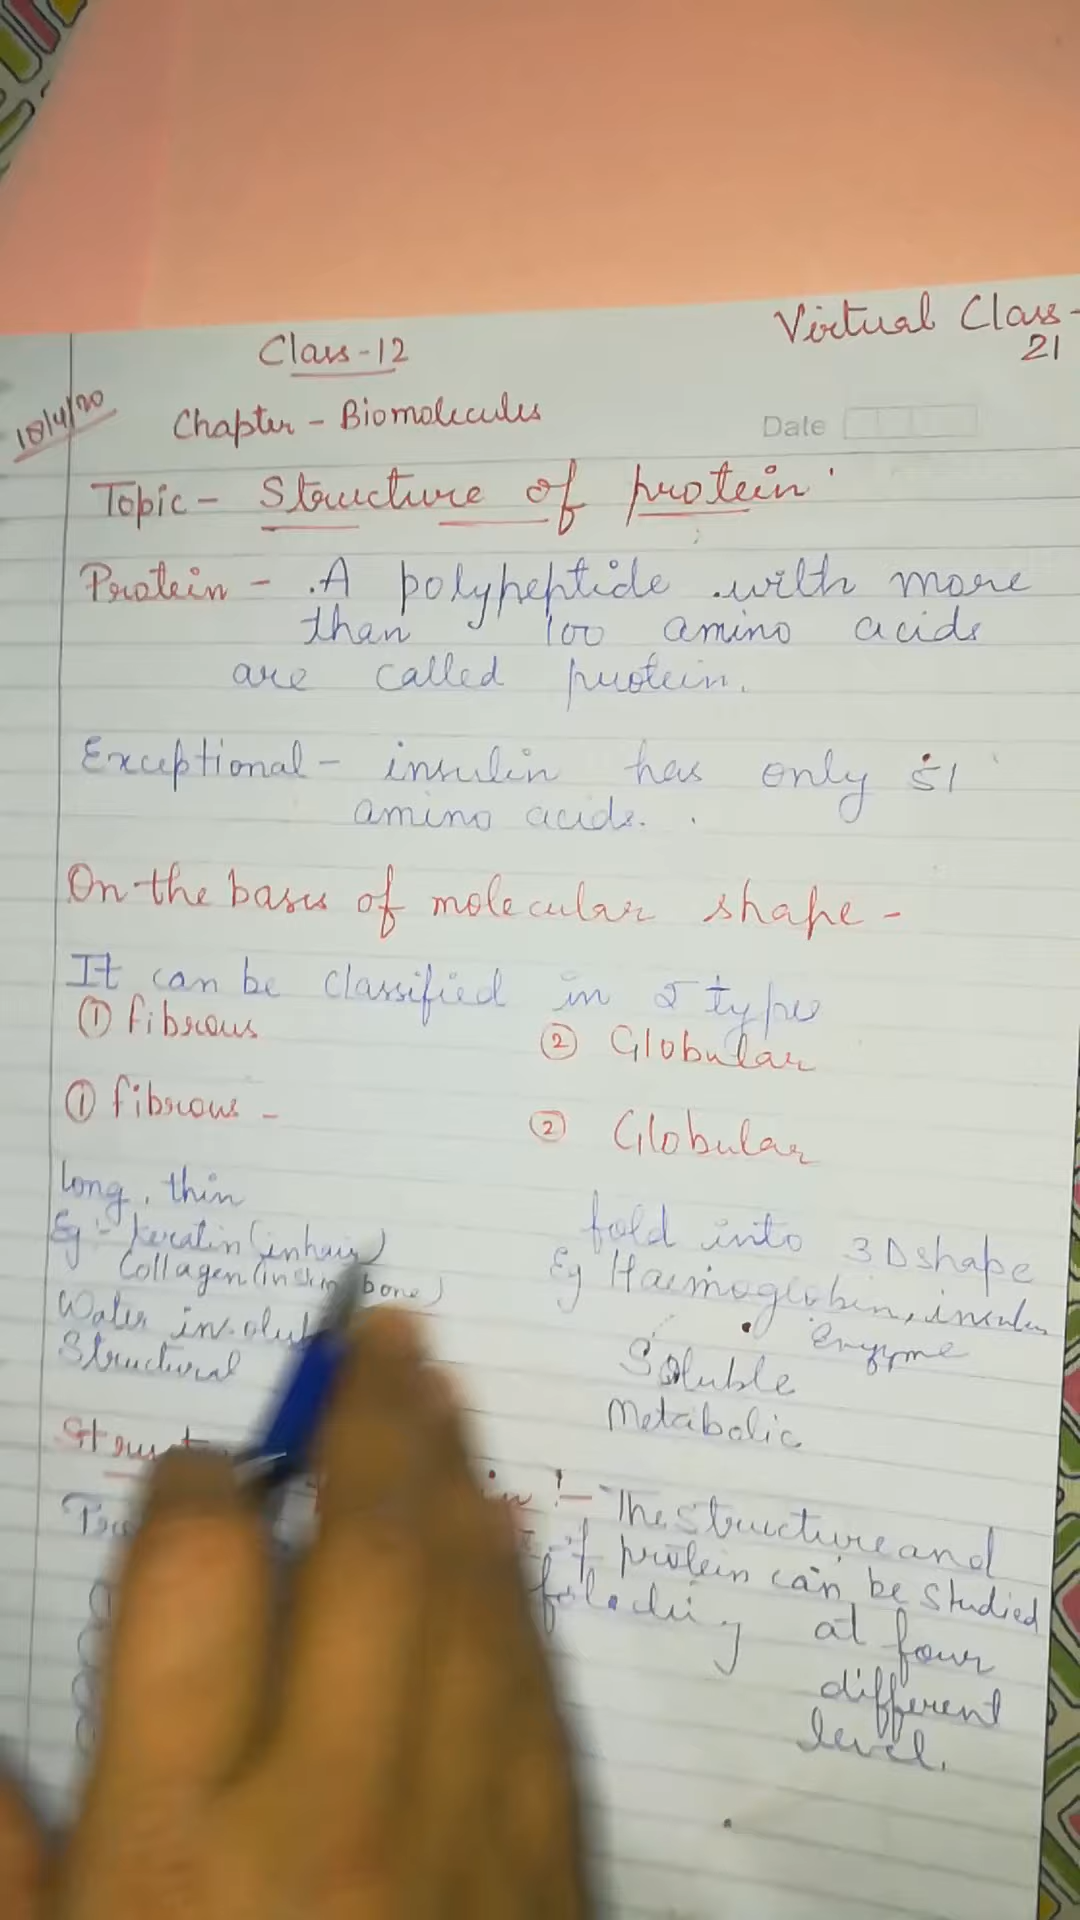 Virtual Class -
21
Class-12
18/4/20
Chapter - Biomolecules
Date
Topic - Structure of protein
Protein - A polypeptide with more
than 100 amino acids
are called protein.
Exceptional - insulin has only 51
amino acids.
On the basis of molecular shape -
It can be classified in 2 types
① fibrous
② Globular
① fibrous -
② Globular
long, thin
Eg :- Keratin (in hair)
Collagen (in skin bone)
Water insolub
Structural
fold into 3D shape
Eg Haemoglobin, insulin
Enzyme
Soluble
Metabolic
:- The structure and
protein can be studied
at four
different
level.